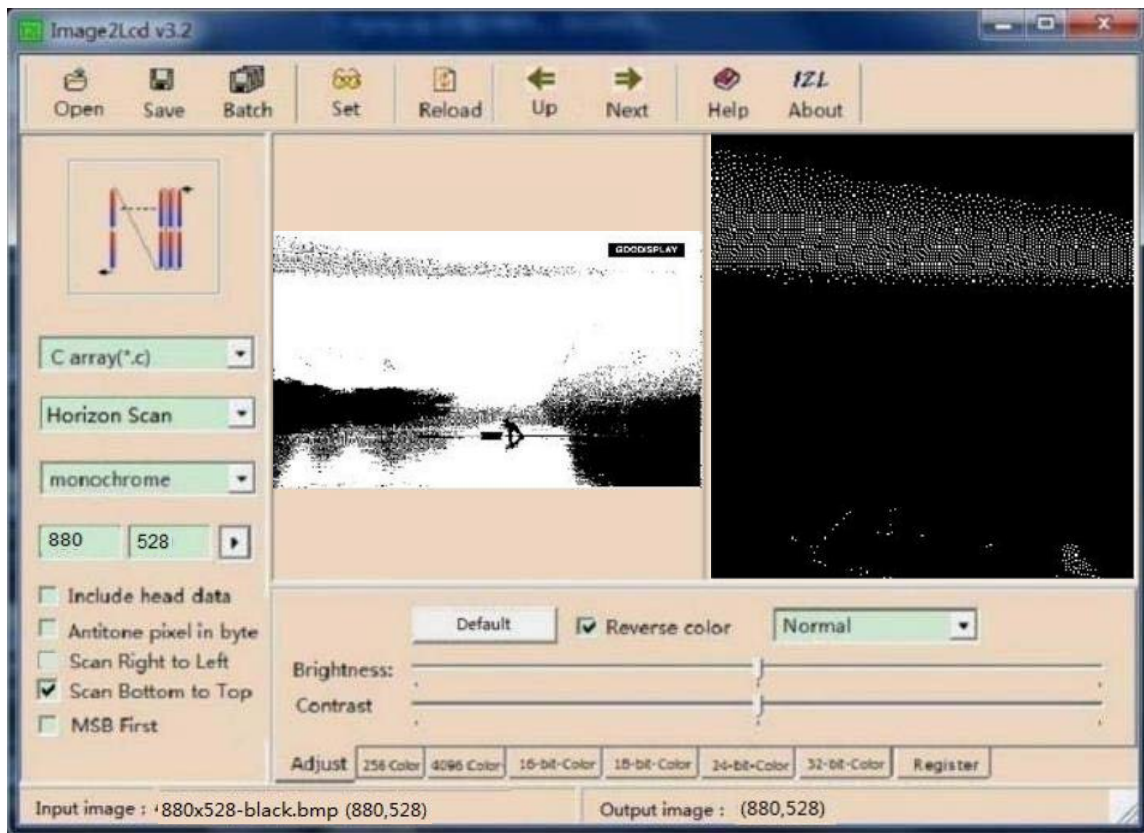 Image2Lcd v3.2
Open Save Batch Set Reload Up Next Help About
I2L
GOODISPLAY
C array(*.c)
Horizon Scan
monochrome
880 528
Include head data
Antitone pixel in byte
Scan Right to Left
Scan Bottom to Top
MSB First
Default Reverse color Normal
Brightness:
Contrast
Adjust 256 Color 4096 Color 16-bit-Color 18-bit-Color 24-bit-Color 32-bit-Color Register
Input image : 880x528-black.bmp (880,528) Output image : (880,528)